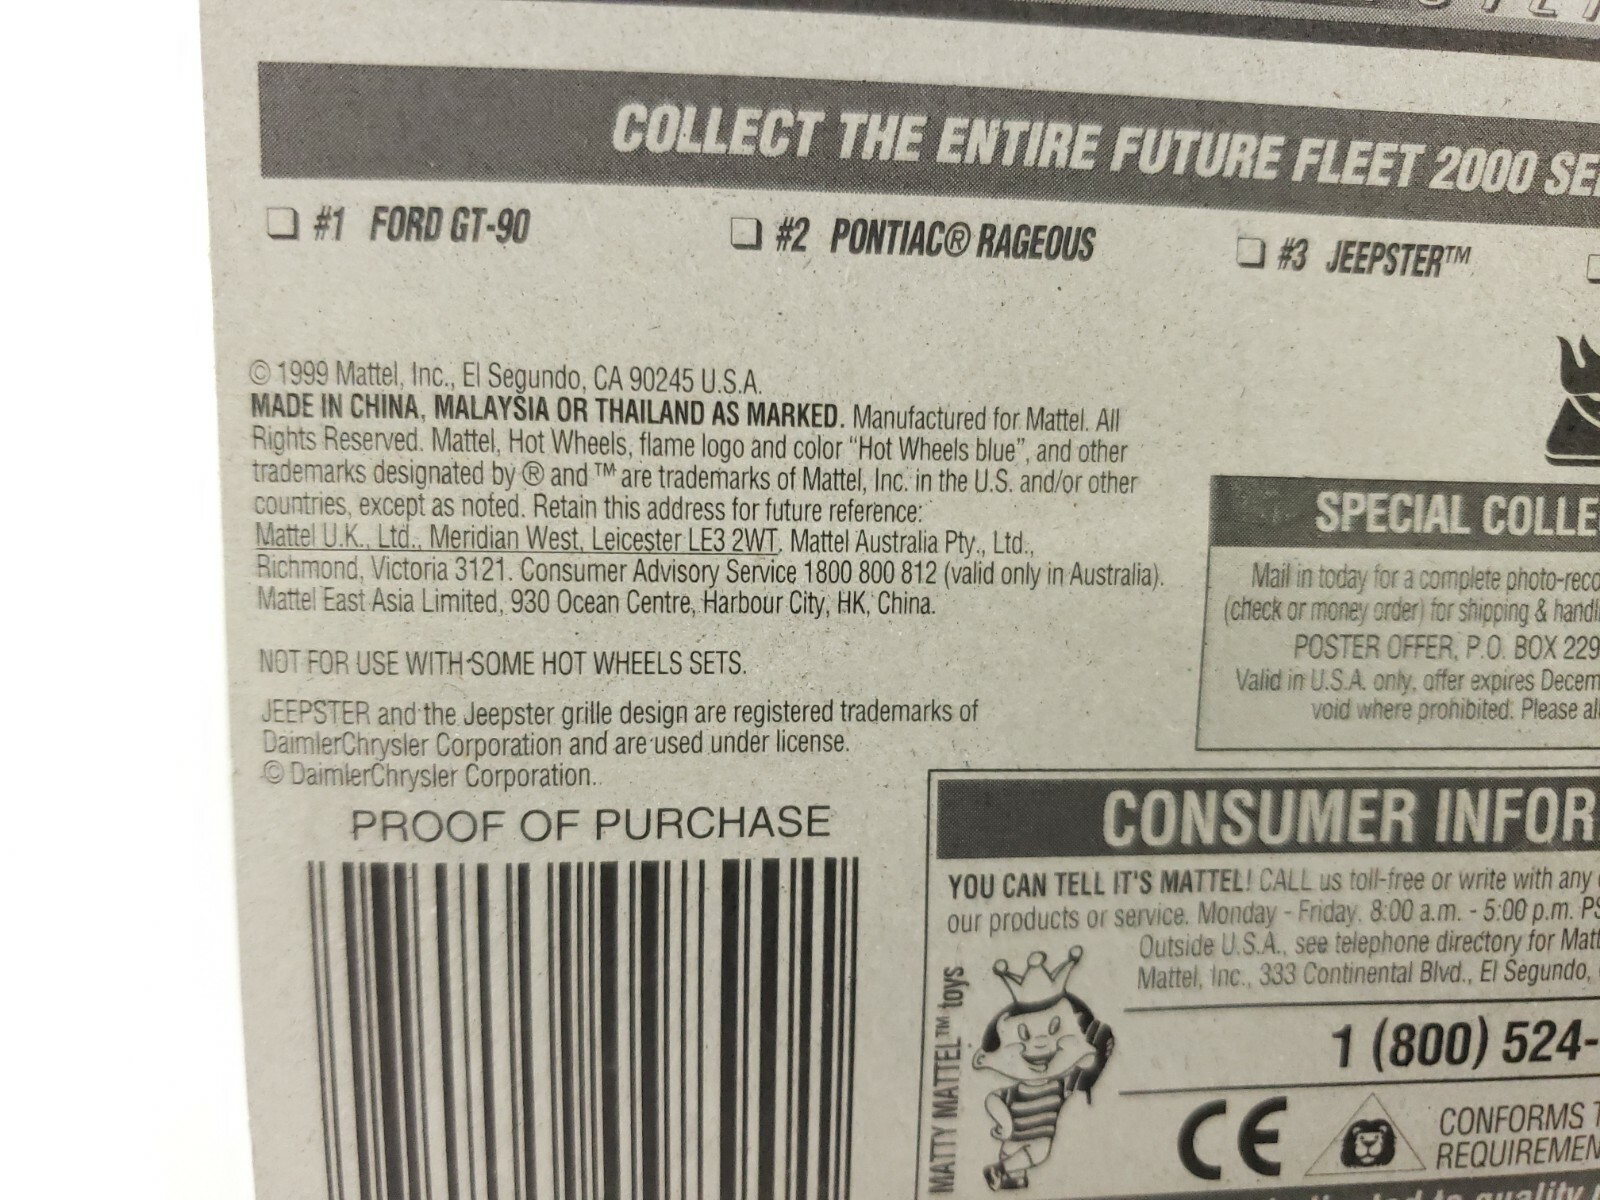 COLLECT THE ENTIRE FUTURE FLEET 2000
#1 FORD GT-90
#2 PONTIAC® RAGEOUS
#3 JEEPSTER™
© 1999 Mattel, Inc., El Segundo, CA 90245 U.S.A.
MADE IN CHINA, MALAYSIA OR THAILAND AS MARKED. Manufactured for Mattel. All
Rights Reserved. Mattel, Hot Wheels, flame logo and color “Hot Wheels blue”, and other
trademarks designated by ® and ™ are trademarks of Mattel, Inc. in the U.S. and/or other
countries, except as noted. Retain this address for future reference:
Mattel U.K., Ltd., Meridian West, Leicester LE3 2WT. Mattel Australia Pty., Ltd.,
Richmond, Victoria 3121. Consumer Advisory Service 1800 800 812 (valid only in Australia).
Mattel East Asia Limited, 930 Ocean Centre, Harbour City, HK, China.
NOT FOR USE WITH SOME HOT WHEELS SETS.
JEEPSTER and the Jeepster grille design are registered trademarks of
DaimlerChrysler Corporation and are used under license.
© DaimlerChrysler Corporation.
PROOF OF PURCHASE
SPECIAL
Mail in today for a complete
(check or money order) for shipping &
POSTER OFFER, P.O. BOX 229
Valid in U.S.A. only, offer expires
void where prohibited. Please
CONSUMER
YOU CAN TELL IT'S MATTEL! CALL us toll-free or write with any
our products or service. Monday - Friday, 8:00 a.m. - 5:00 p.m.
Outside U.S.A., see telephone directory for
Mattel, Inc., 333 Continental Blvd., El Segundo,
1 (800) 524-
MATTY MATTEL™ toys
CE
CONFORMS